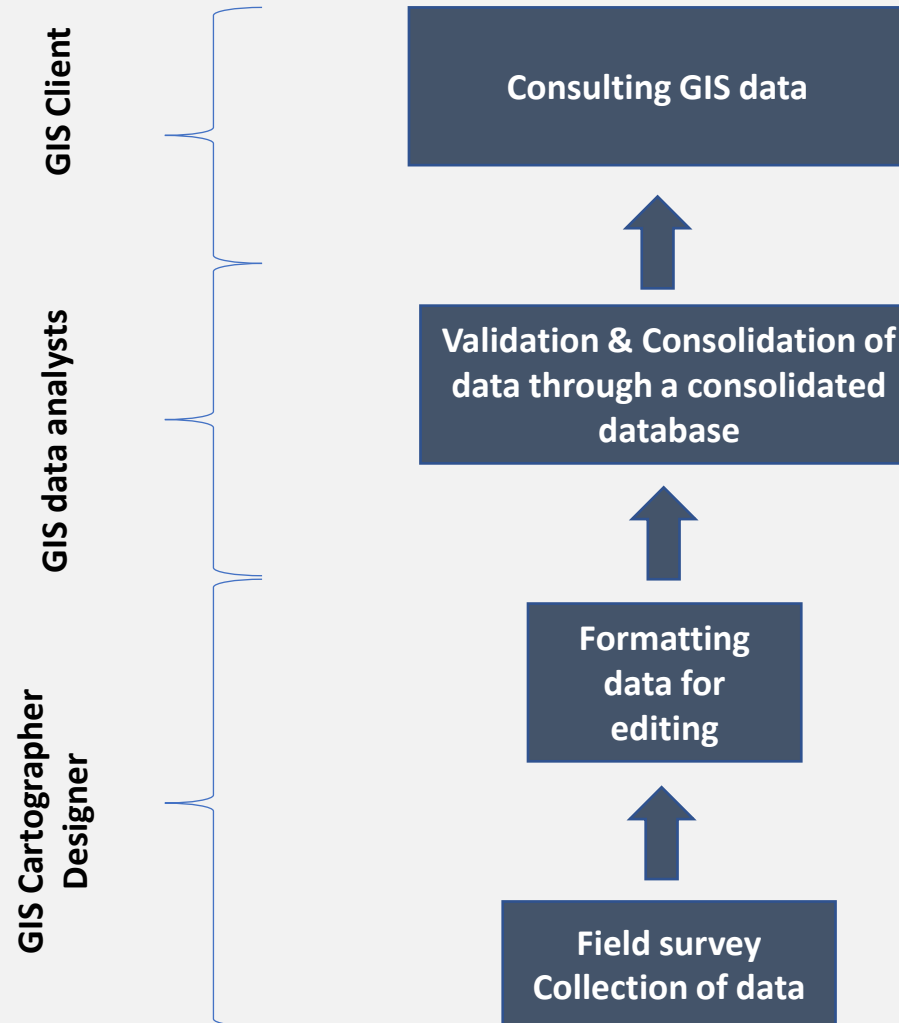 GIS Client
Consulting GIS data
GIS data analysts
Validation & Consolidation of
data through a consolidated
database
GIS Cartographer
Designer
Formatting
data for
editing
Field survey
Collection of data